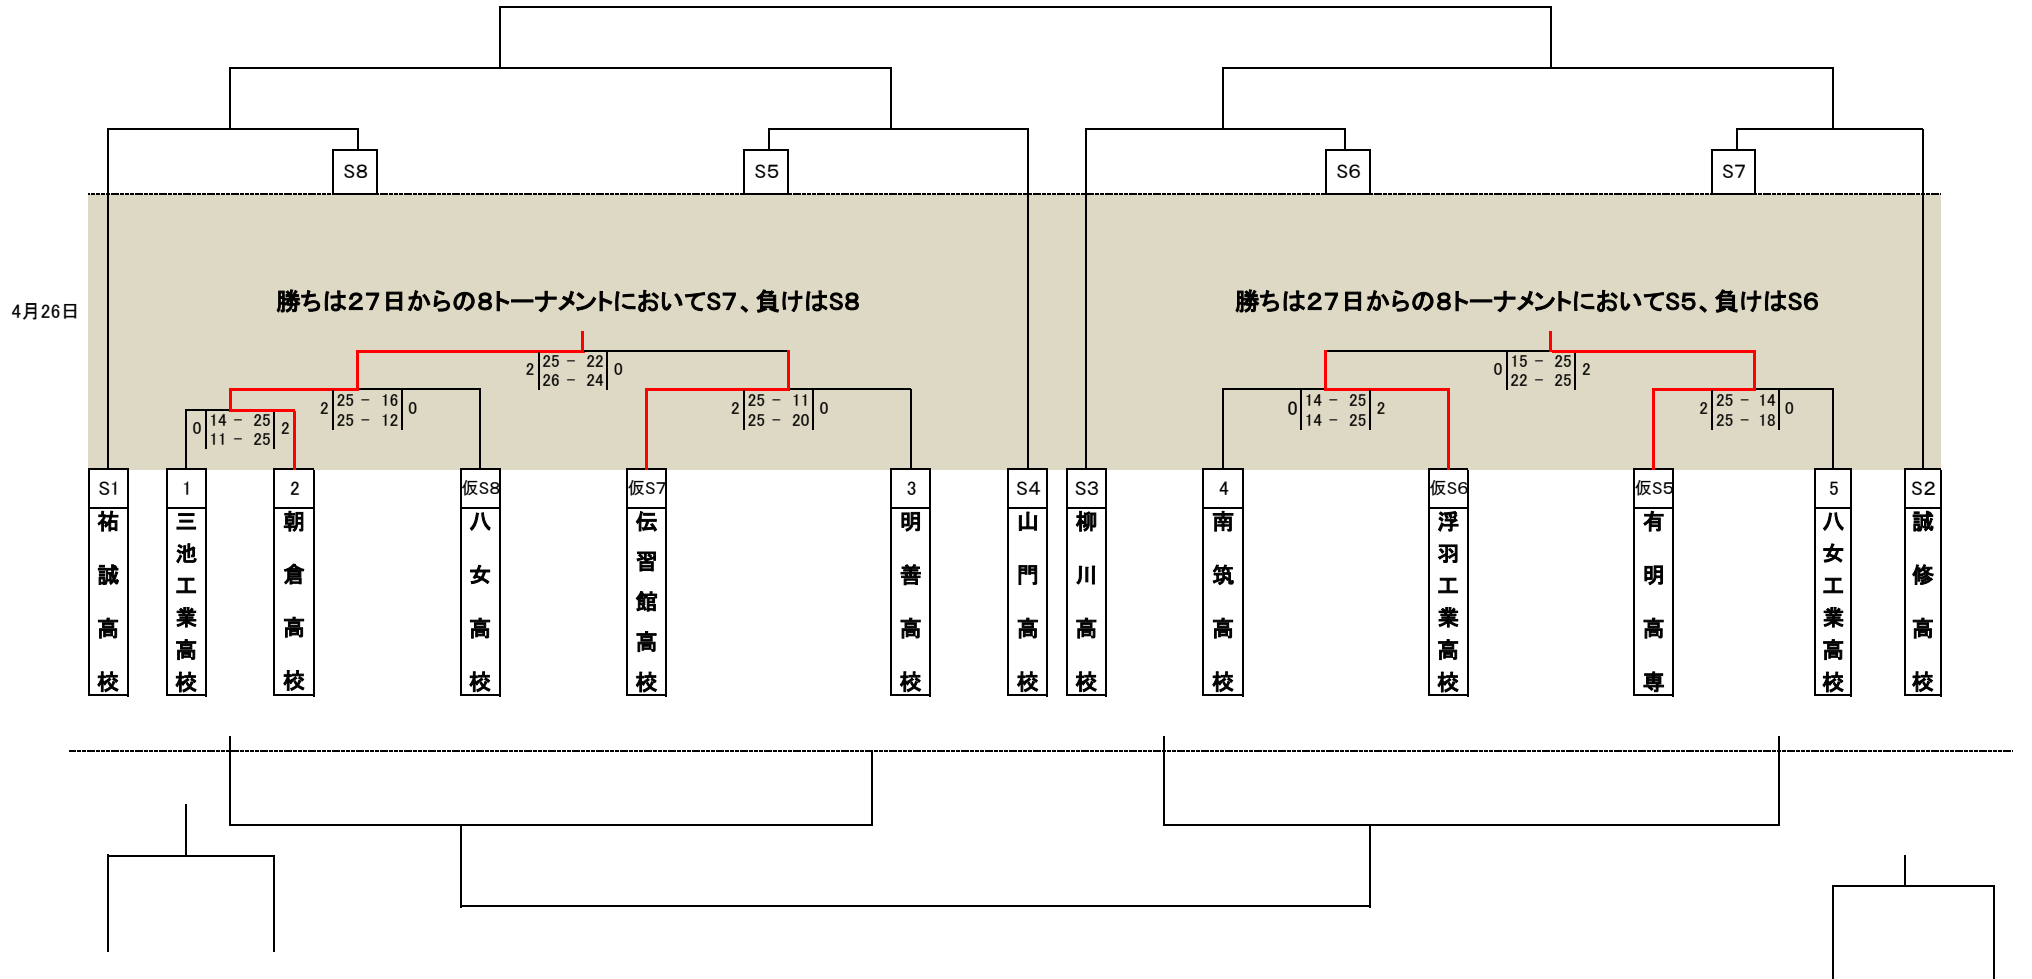 S8
S5
S6
S7
4月26日
勝ちは27日からの8トーナメントにおいてS7、負けはS8
勝ちは27日からの8トーナメントにおいてS5、負けはS6
2 25 － 22 0
26 － 24
0 15 － 25 2
22 － 25
2 25 － 16 0
25 － 12
2 25 － 11 0
25 － 20
0 14 － 25 2
14 － 25
2 25 － 14 0
25 － 18
0 14 － 25 2
11 － 25
S1
祐誠高校
1
三池工業高校
2
朝倉高校
仮S8
八女高校
仮S7
伝習館高校
3
明善高校
S4
山門高校
S3
柳川高校
4
南筑高校
仮S6
浮羽工業高校
仮S5
有明高専
5
八女工業高校
S2
誠修高校